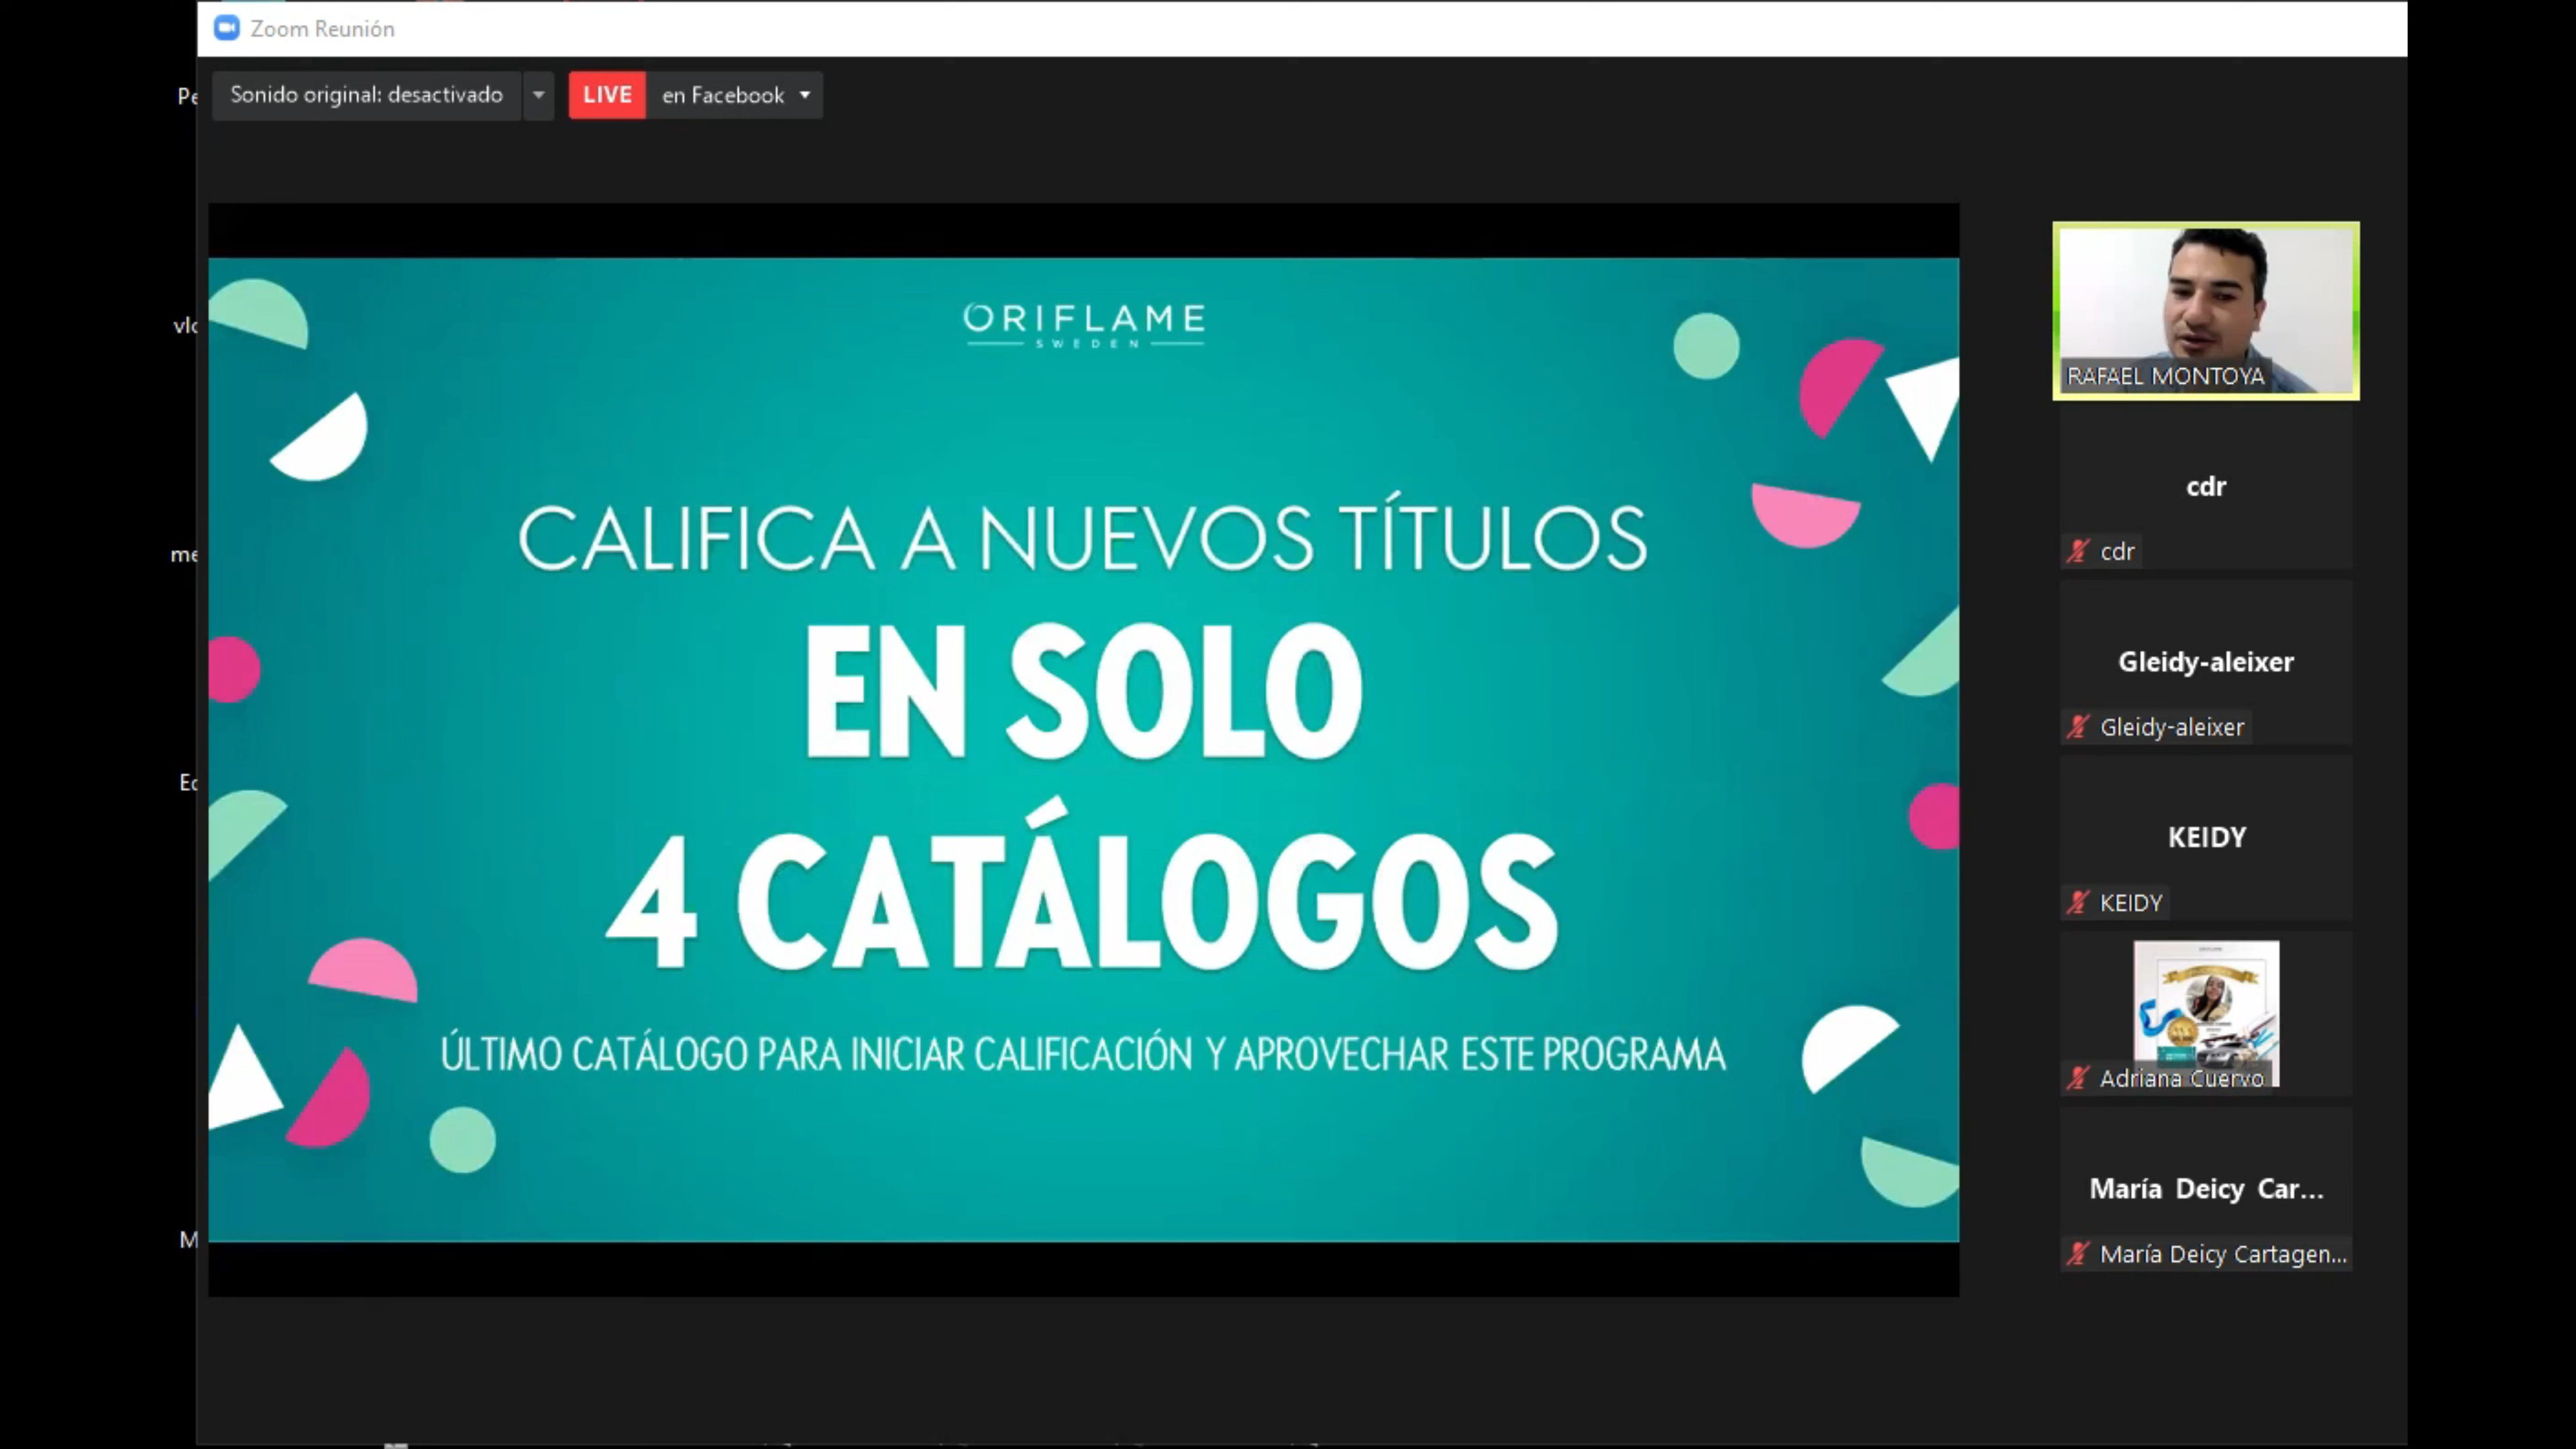 Zoom Reunión
Sonido original: desactivado
LIVE en Facebook
ORIFLAME
SWEDEN
CALIFICA A NUEVOS TÍTULOS
EN SOLO
4 CATÁLOGOS
ÚLTIMO CATÁLOGO PARA INICIAR CALIFICACIÓN Y APROVECHAR ESTE PROGRAMA
RAFAEL MONTOYA
cdr
cdr
Gleidy-aleixer
Gleidy-aleixer
KEIDY
KEIDY
Adriana Cuervo
María Deicy Car...
María Deicy Cartagen...